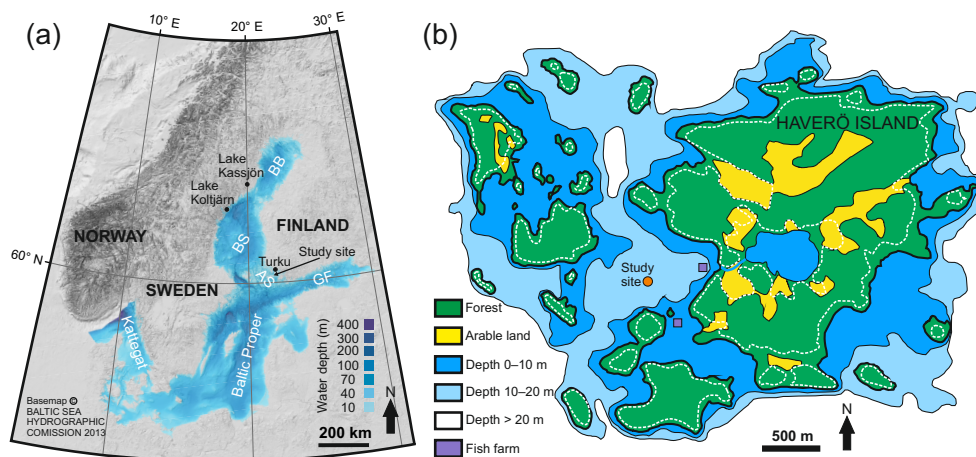 (a)
10° E
20° E
30° E
Lake
Kassjön
Lake
Koltjärn
BB
FINLAND
NORWAY
BS
Turku
Study site
60° N
AS
GF
SWEDEN
Kattegat
Baltic Proper
Water depth (m)
400
300
200
100
70
40
10
N
Basemap ©
BALTIC SEA
HYDROGRAPHIC
COMISSION 2013
200 km
(b)
HAVERÖ ISLAND
Study
site
Forest
Arable land
Depth 0–10 m
Depth 10–20 m
Depth > 20 m
Fish farm
500 m
N